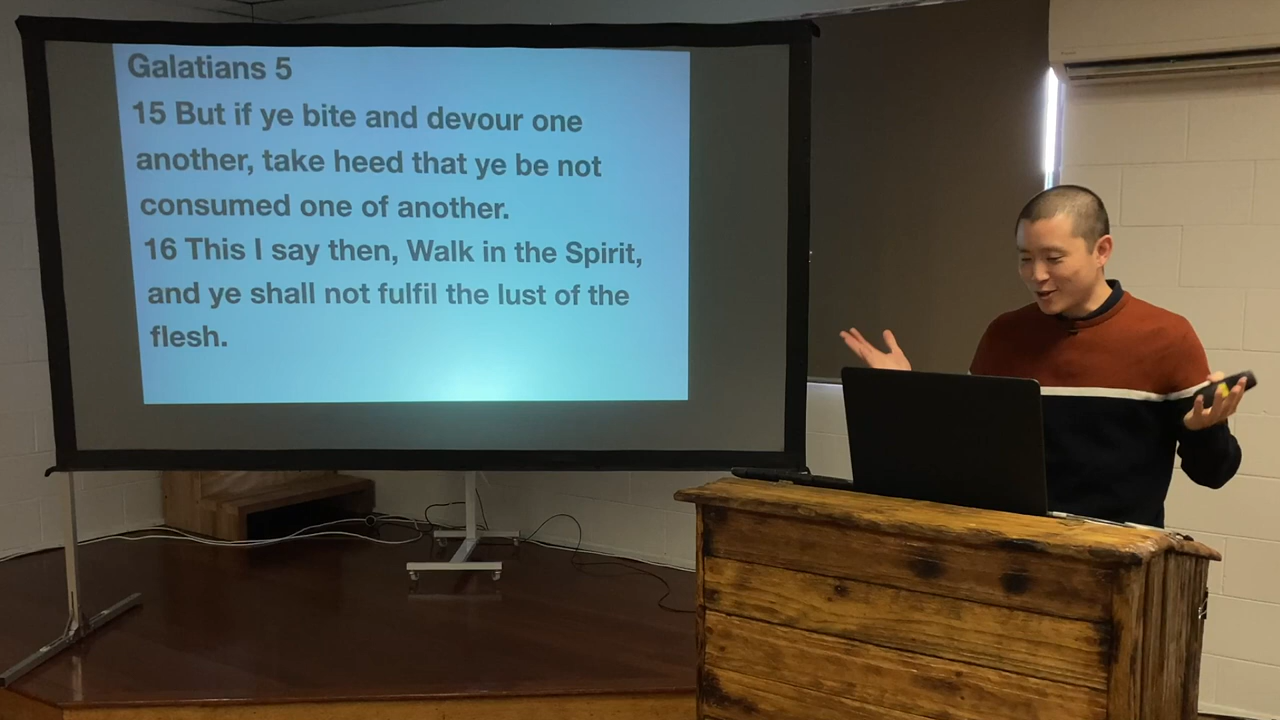 Galatians 5
15 But if ye bite and devour one
another, take heed that ye be not
consumed one of another.
16 This I say then, Walk in the Spirit,
and ye shall not fulfil the lust of the
flesh.